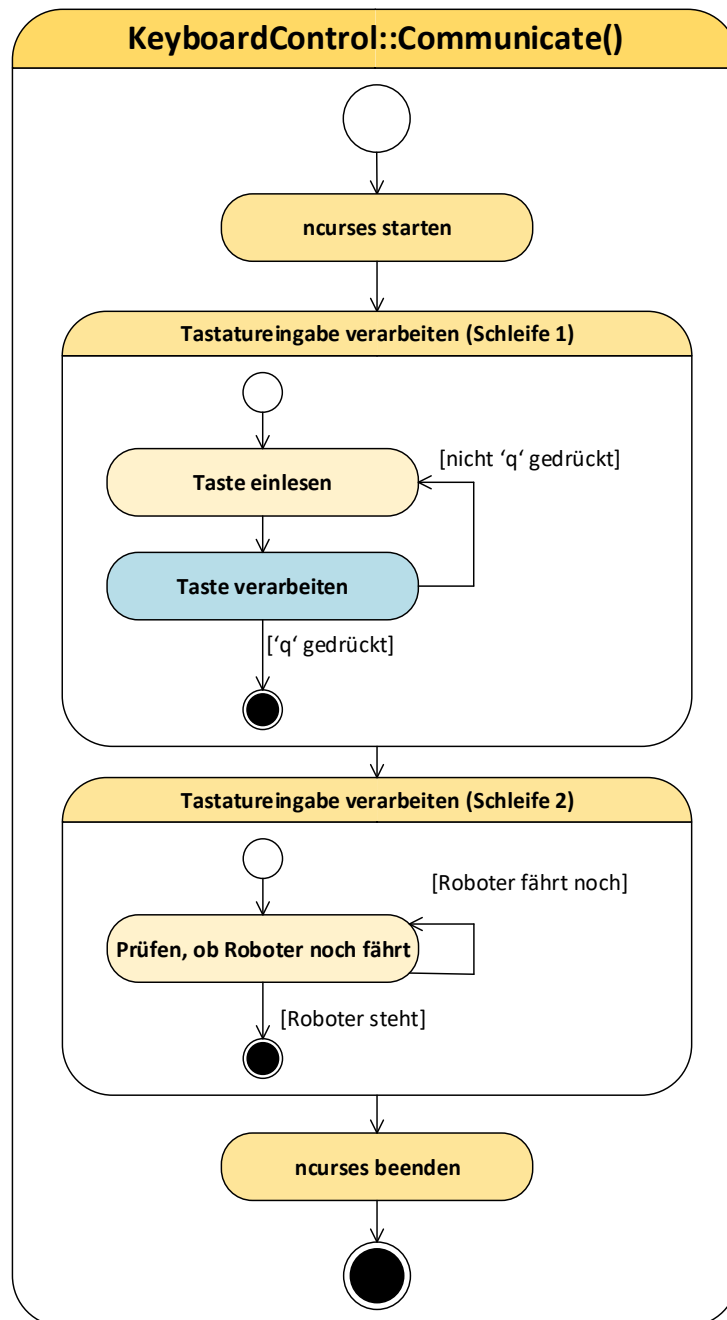 KeyboardControl::Communicate()
ncurses starten
Tastatureingabe verarbeiten (Schleife 1)
[nicht ‘q‘ gedrückt]
Taste einlesen
Taste verarbeiten
[‘q‘ gedrückt]
Tastatureingabe verarbeiten (Schleife 2)
[Roboter fährt noch]
Prüfen, ob Roboter noch fährt
[Roboter steht]
ncurses beenden